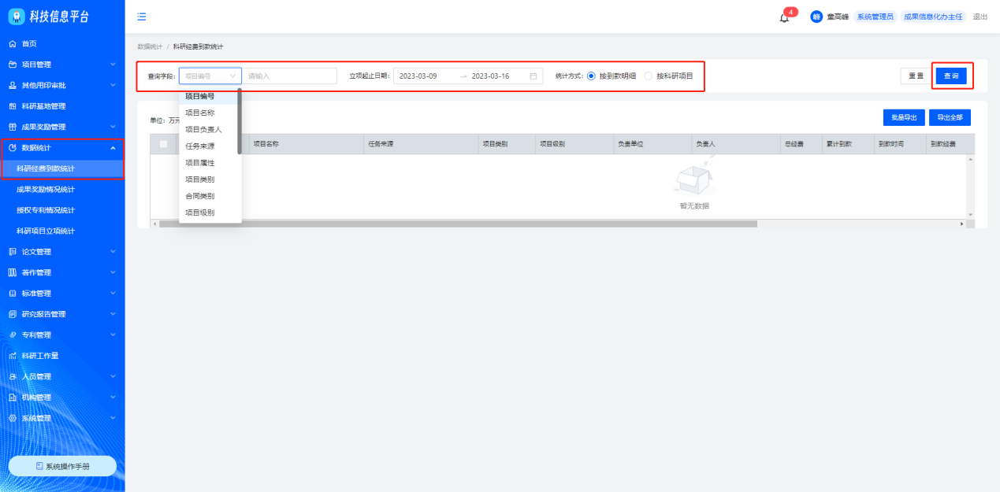 科技信息平台
首页
项目管理
其他用印审批
科研基地管理
成果奖励管理
数据统计
科研经费到款统计
成果奖励情况统计
授权专利情况统计
科研项目立项统计
论文管理
著作管理
标准管理
研究报告管理
专利管理
科研工作量
人员管理
机构管理
系统管理
系统操作手册
4
峰 童高峰 系统管理员 成果信息化办主任 退出
数据统计 / 科研经费到款统计
查询字段: 项目编号 请输入 立项起止日期: 2023-03-09 → 2023-03-16 统计方式: 按到款明细 按科研项目 重置 查询
项目编号
项目名称
项目负责人
任务来源
项目属性
项目类别
合同类别
项目级别
单位: 万元 批量导出 导出全部
项目名称 任务来源 项目类别 项目级别 负责单位 负责人 总经费 累计到款 到款时间 到款经费
暂无数据